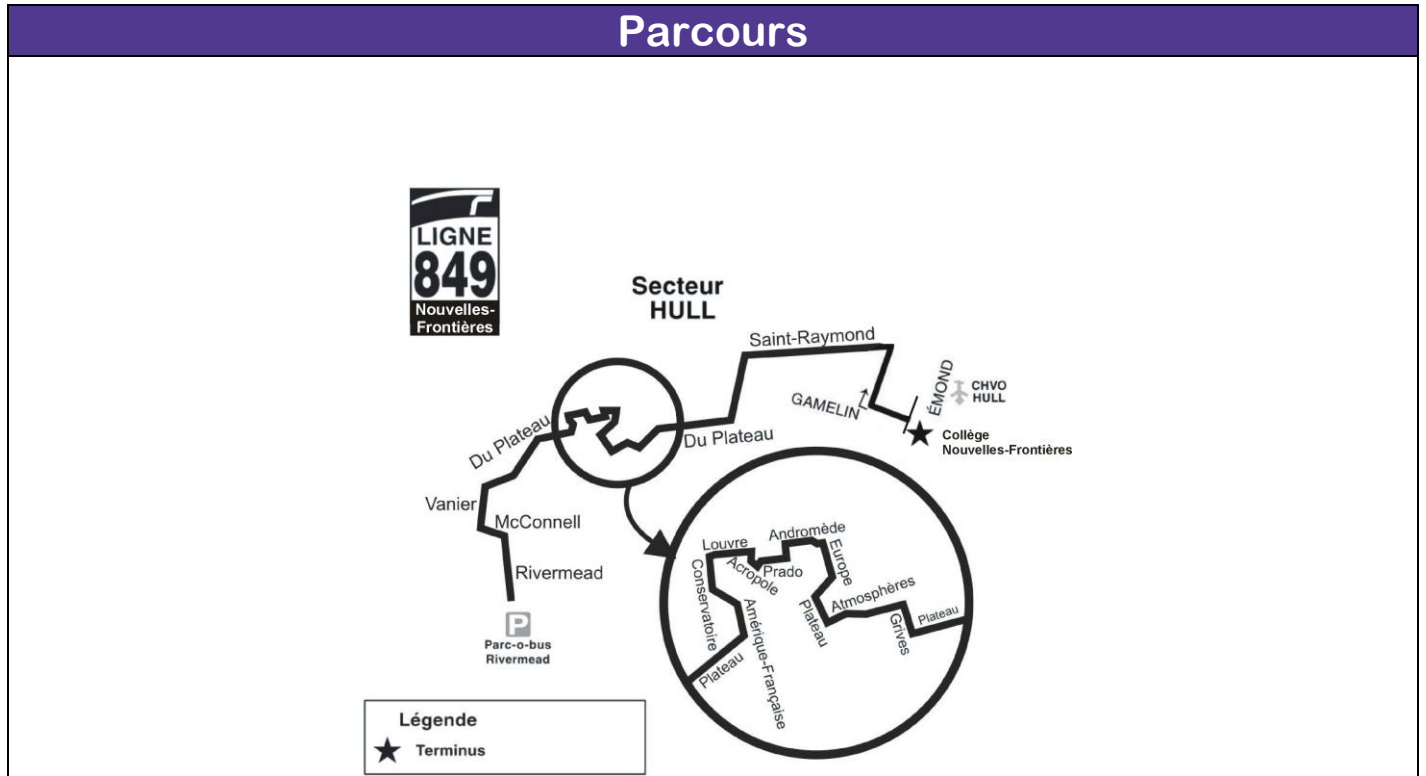 Parcours
LIGNE
849
Nouvelles-
Frontières
Secteur
HULL
Saint-Raymond
GAMELIN
ÉMOND
CHVO
HULL
Collège
Nouvelles-Frontières
Du Plateau
Du Plateau
Vanier
McConnell
Rivermead
P
Parc-o-bus
Rivermead
Louvre
Andromède
Acropole
Prado
Europe
Conservatoire
Amérique-Française
Plateau
Plateau
Atmosphères
Grives
Plateau
Légende
Terminus